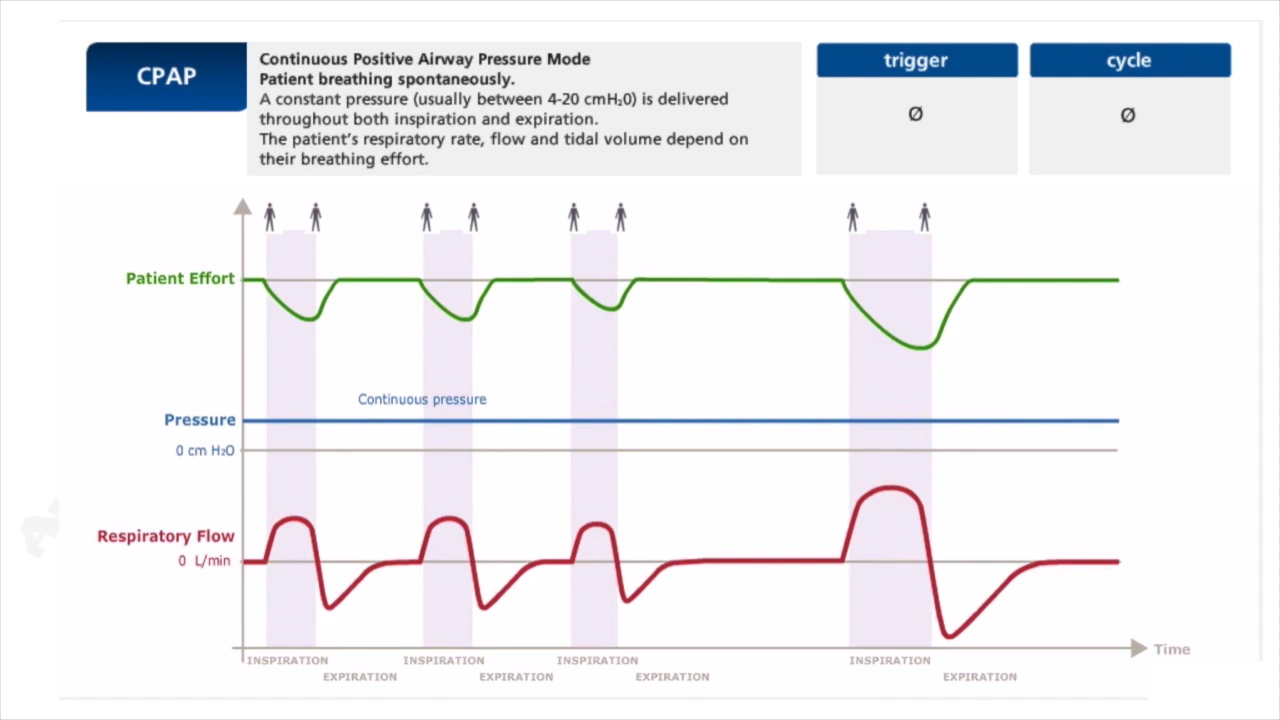 CPAP
Continuous Positive Airway Pressure Mode
Patient breathing spontaneously.
A constant pressure (usually between 4-20 cmH₂0) is delivered
throughout both inspiration and expiration.
The patient's respiratory rate, flow and tidal volume depend on
their breathing effort.
trigger
Ø
cycle
Ø
Patient Effort
Continuous pressure
Pressure
0 cm H₂O
Respiratory Flow
0 L/min
Time
INSPIRATION
EXPIRATION
INSPIRATION
EXPIRATION
INSPIRATION
EXPIRATION
INSPIRATION
EXPIRATION